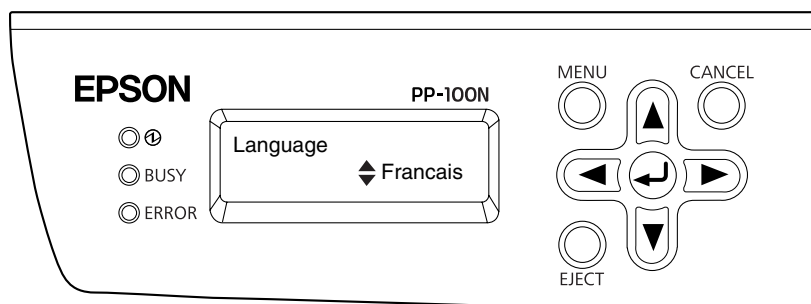 EPSON
PP-100N
MENU
CANCEL
Language
Francais
BUSY
ERROR
EJECT